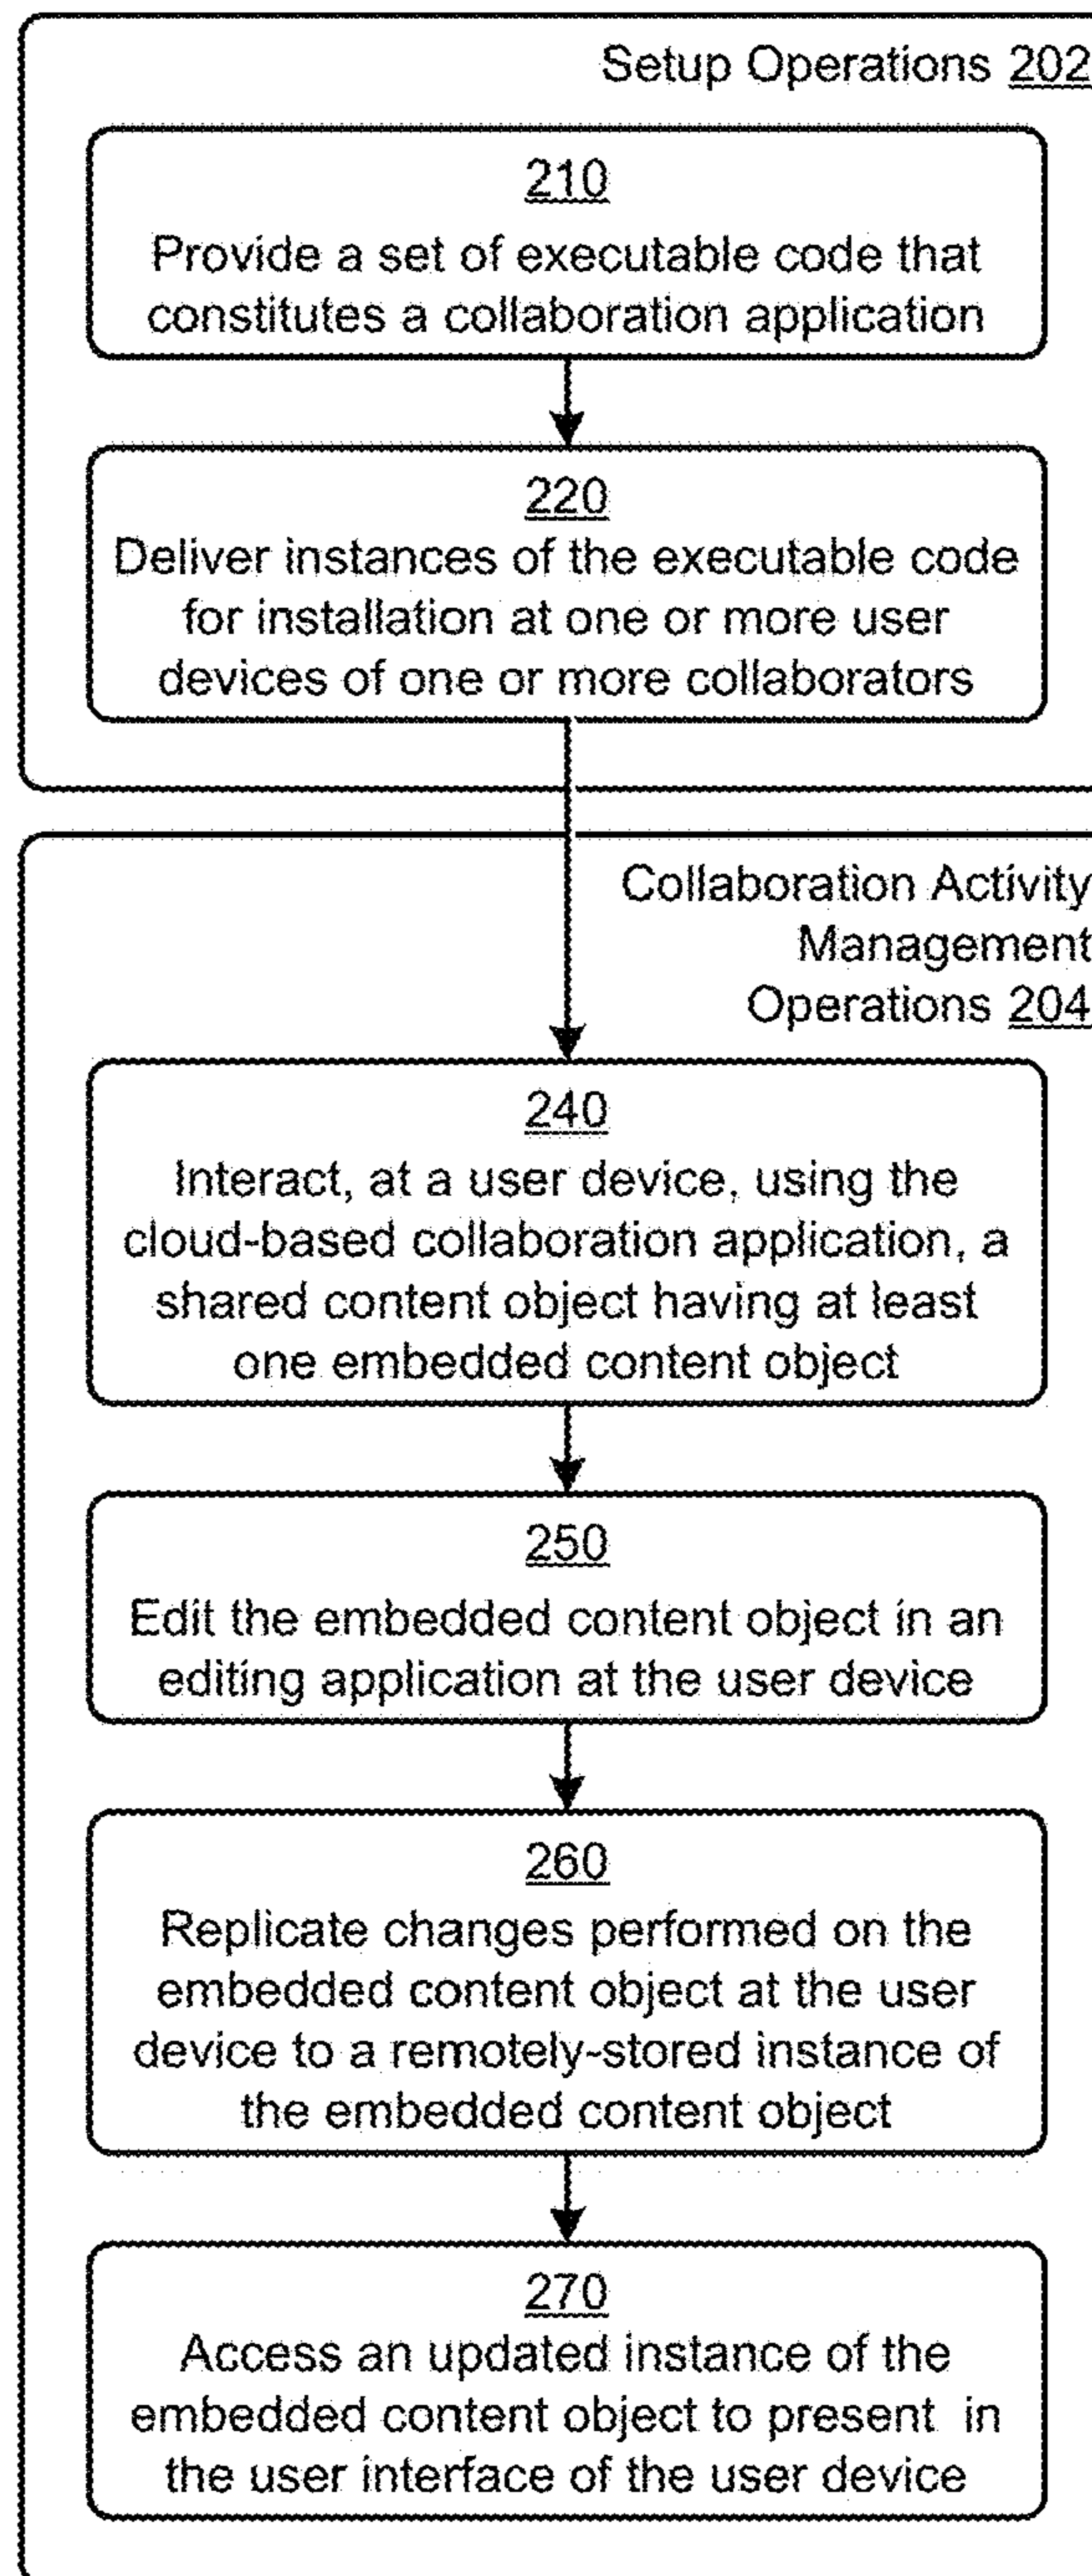 Setup Operations 202
210
Provide a set of executable code that
constitutes a collaboration application
220
Deliver instances of the executable code
for installation at one or more user
devices of one or more collaborators
Collaboration Activity
Management
Operations 204
240
Interact, at a user device, using the
cloud-based collaboration application, a
shared content object having at least
one embedded content object
250
Edit the embedded content object in an
editing application at the user device
260
Replicate changes performed on the
embedded content object at the user
device to a remotely-stored instance of
the embedded content object
270
Access an updated instance of the
embedded content object to present in
the user interface of the user device